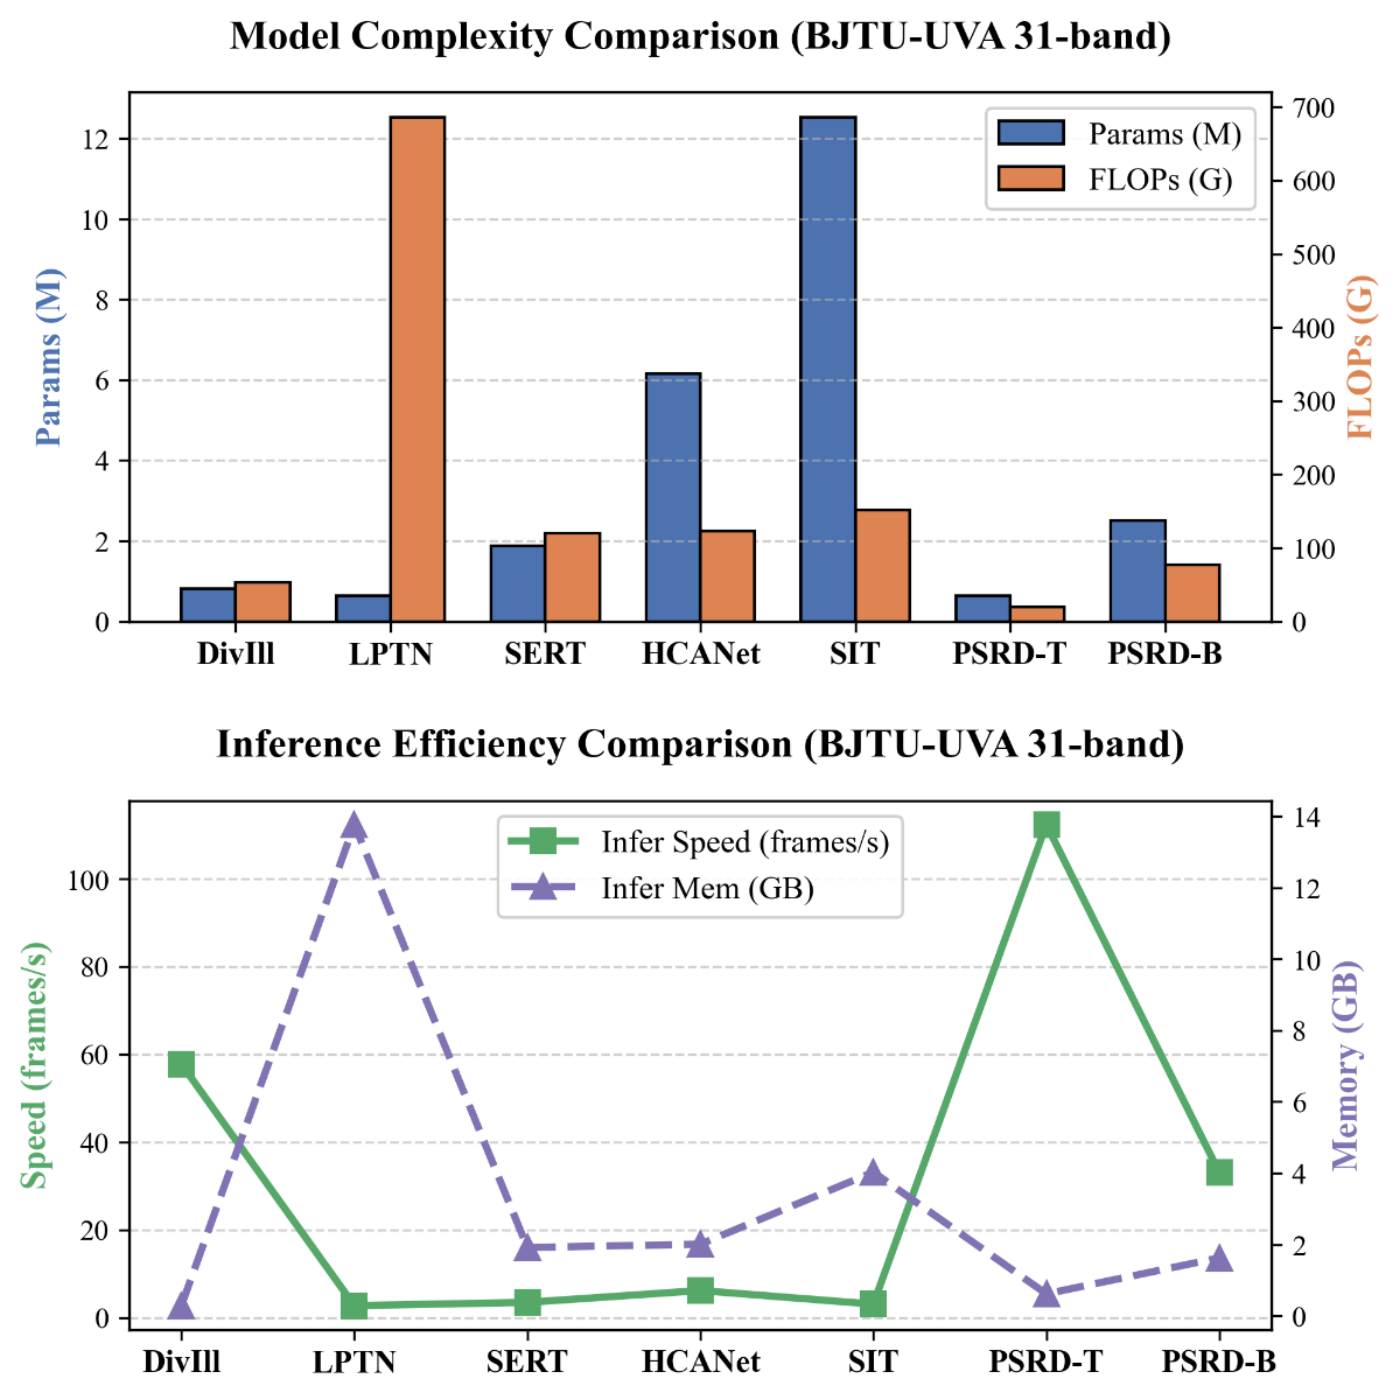 Model Complexity Comparison (BJTU-UVA 31-band)
Params (M)
FLOPs (G)
12
10
8
6
4
2
0
Params (M)
700
600
500
400
300
200
100
0
FLOPs (G)
DivIll LPTN SERT HCANet SIT PSRD-T PSRD-B
Inference Efficiency Comparison (BJTU-UVA 31-band)
Infer Speed (frames/s)
Infer Mem (GB)
100
80
60
40
20
0
Speed (frames/s)
14
12
10
8
6
4
2
0
Memory (GB)
DivIll LPTN SERT HCANet SIT PSRD-T PSRD-B